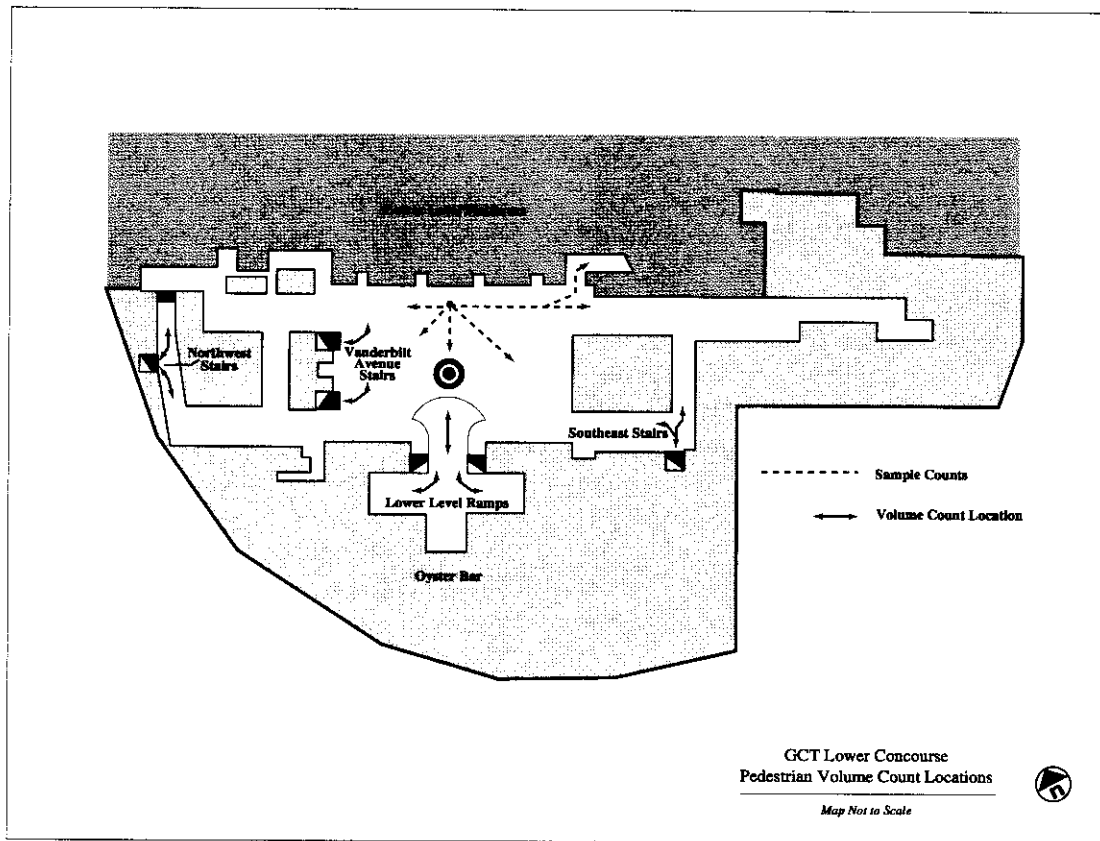 Northwest
Stairs
Vanderbilt
Avenue
Stairs
Southeast Stairs
Lower Level Ramps
Oyster Bar
Sample Counts
Volume Count Location
GCT Lower Concourse
Pedestrian Volume Count Locations
Map Not to Scale